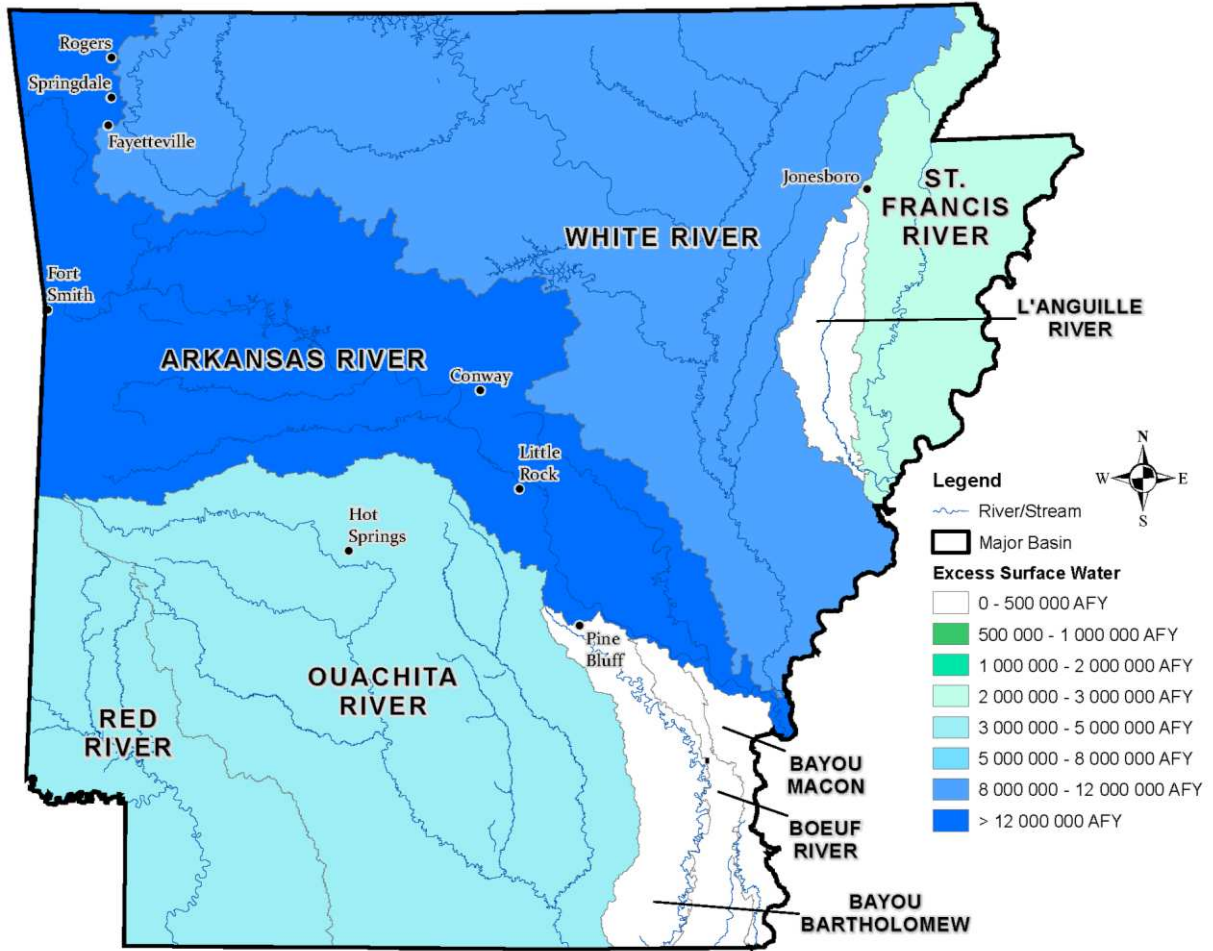 Rogers
Springdale
Fayetteville
Jonesboro
ST.
FRANCIS
RIVER
WHITE RIVER
Fort
Smith
L'ANGUILLE
RIVER
ARKANSAS RIVER
Conway
Little
Rock
Hot
Springs
Pine
Bluff
OUACHITA
RIVER
RED
RIVER
BAYOU
MACON
BOEUF
RIVER
BAYOU
BARTHOLOMEW
N
W
E
S
Legend
River/Stream
Major Basin
Excess Surface Water
0 - 500 000 AFY
500 000 - 1 000 000 AFY
1 000 000 - 2 000 000 AFY
2 000 000 - 3 000 000 AFY
3 000 000 - 5 000 000 AFY
5 000 000 - 8 000 000 AFY
8 000 000 - 12 000 000 AFY
> 12 000 000 AFY